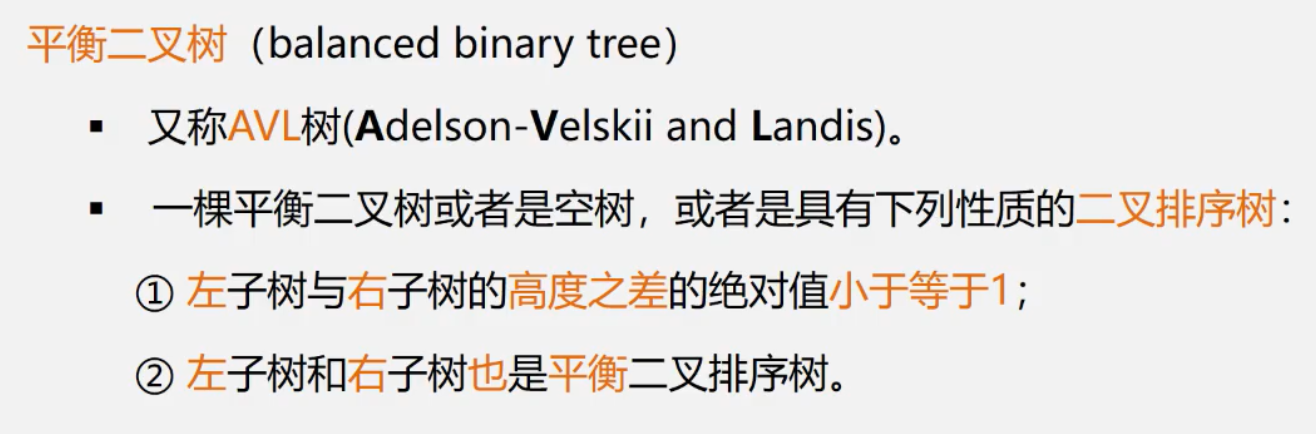 平衡二叉树（balanced binary tree）
▪ 又称AVL树(Adelson-Velskii and Landis)。
▪ 一棵平衡二叉树或者是空树，或者是具有下列性质的二叉排序树：
① 左子树与右子树的高度之差的绝对值小于等于1；
② 左子树和右子树也是平衡二叉排序树。